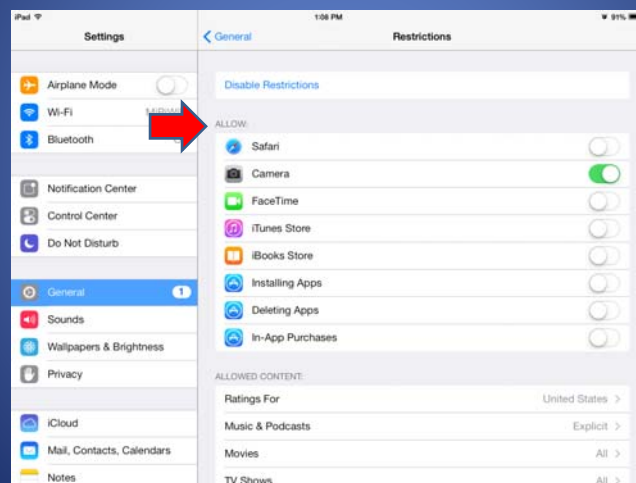 iPad
1:08 PM
91%
Settings
General
Restrictions
Airplane Mode
Wi-Fi
Bluetooth
Notification Center
Control Center
Do Not Disturb
General 1
Sounds
Wallpapers & Brightness
Privacy
iCloud
Mail, Contacts, Calendars
Notes
Disable Restrictions
ALLOW:
Safari
Camera
FaceTime
iTunes Store
iBooks Store
Installing Apps
Deleting Apps
In-App Purchases
ALLOWED CONTENT:
Ratings For United States
Music & Podcasts Explicit
Movies All
TV Shows All